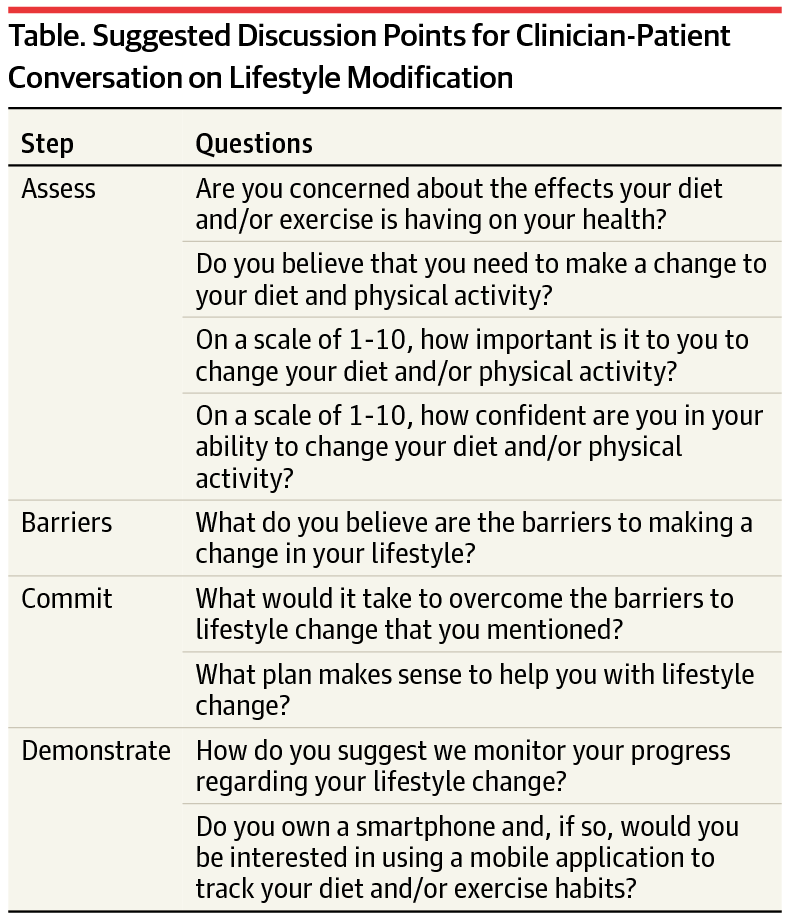 Table. Suggested Discussion Points for Clinician-Patient
Conversation on Lifestyle Modification
Step Questions
Assess Are you concerned about the effects your diet
and/or exercise is having on your health?
Do you believe that you need to make a change to
your diet and physical activity?
On a scale of 1-10, how important is it to you to
change your diet and/or physical activity?
On a scale of 1-10, how confident are you in your
ability to change your diet and/or physical
activity?
Barriers What do you believe are the barriers to making a
change in your lifestyle?
Commit What would it take to overcome the barriers to
lifestyle change that you mentioned?
What plan makes sense to help you with lifestyle
change?
Demonstrate How do you suggest we monitor your progress
regarding your lifestyle change?
Do you own a smartphone and, if so, would you
be interested in using a mobile application to
track your diet and/or exercise habits?